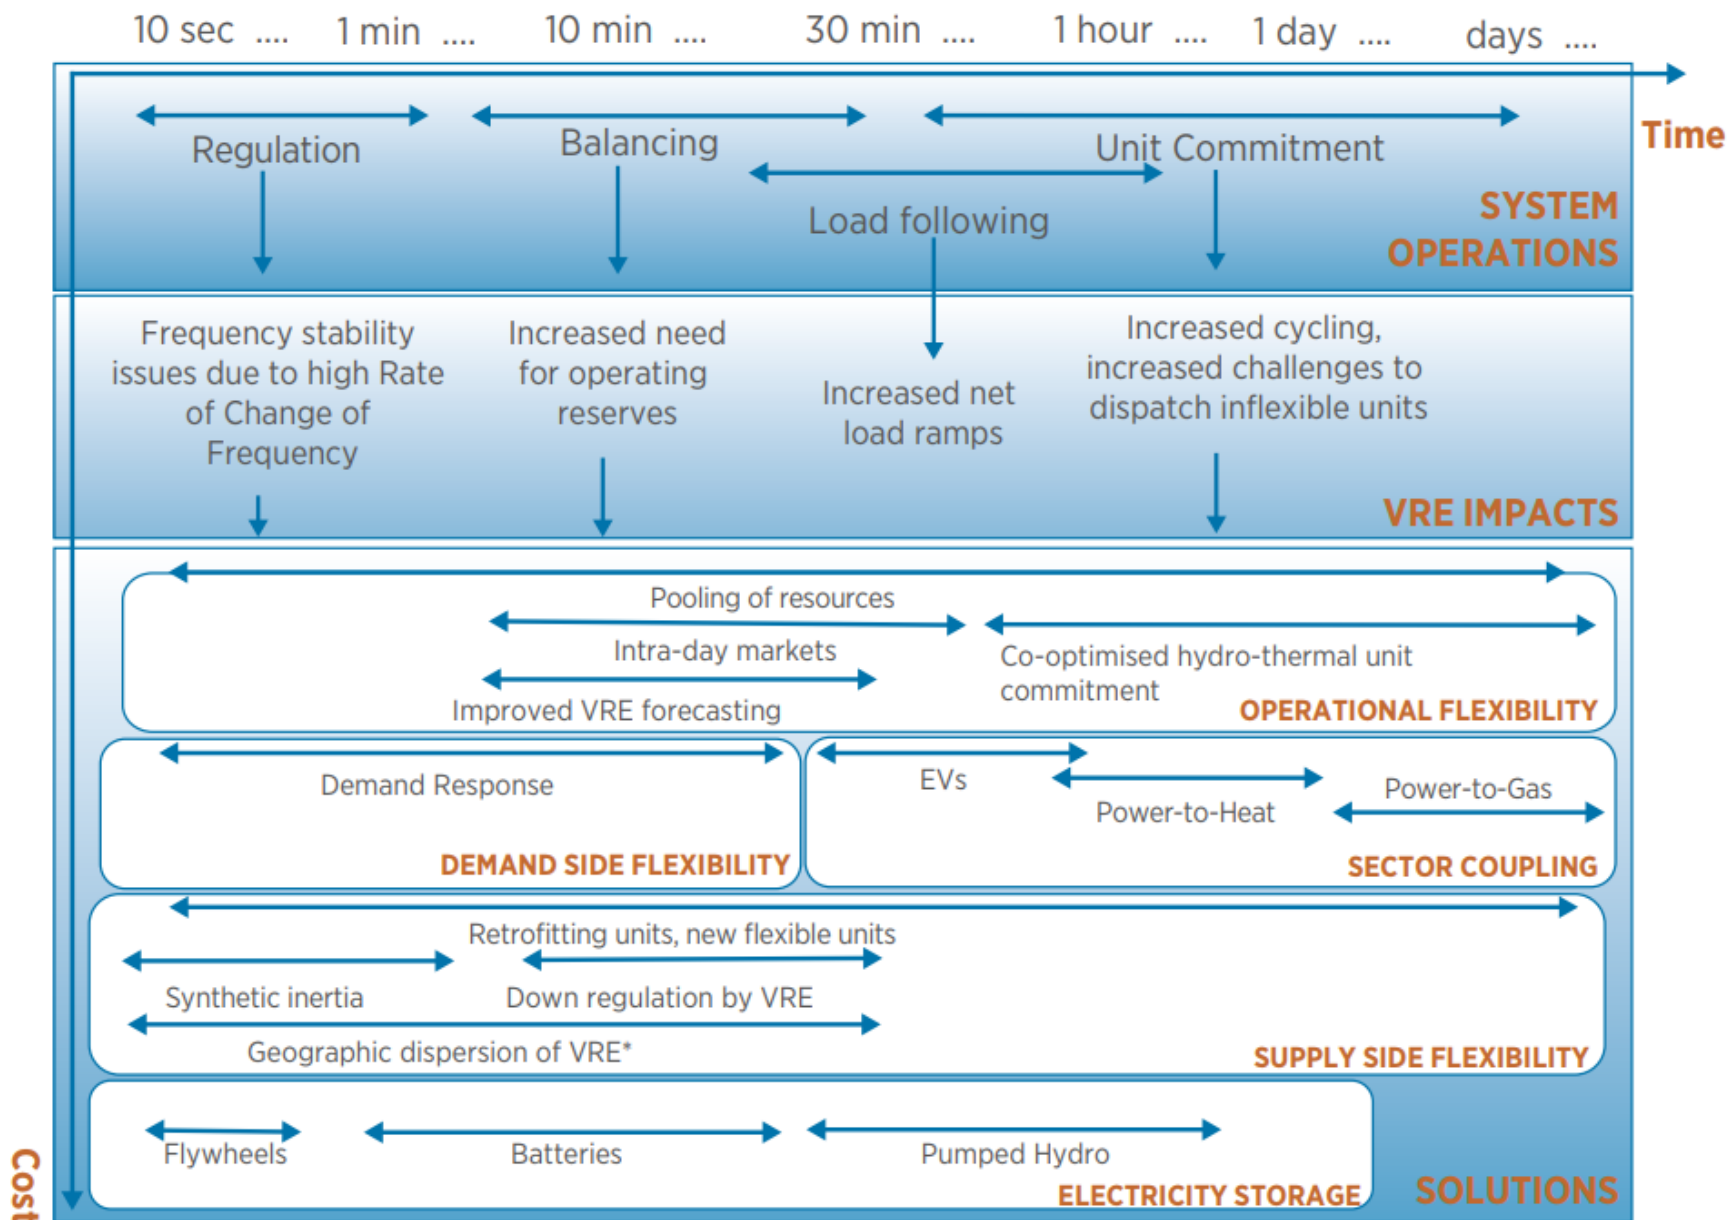 10 sec .... 1 min .... 10 min .... 30 min .... 1 hour .... 1 day .... days ....
Time
Regulation
Balancing
Unit Commitment
Load following
SYSTEM
OPERATIONS
Frequency stability
issues due to high Rate
of Change of
Frequency
Increased need
for operating
reserves
Increased net
load ramps
Increased cycling,
increased challenges to
dispatch inflexible units
VRE IMPACTS
Pooling of resources
Intra-day markets
Improved VRE forecasting
Co-optimised hydro-thermal unit
commitment
OPERATIONAL FLEXIBILITY
Demand Response
DEMAND SIDE FLEXIBILITY
EVs
Power-to-Heat
Power-to-Gas
SECTOR COUPLING
Retrofitting units, new flexible units
Synthetic inertia
Down regulation by VRE
Geographic dispersion of VRE*
SUPPLY SIDE FLEXIBILITY
Flywheels
Batteries
Pumped Hydro
ELECTRICITY STORAGE
SOLUTIONS
Cost